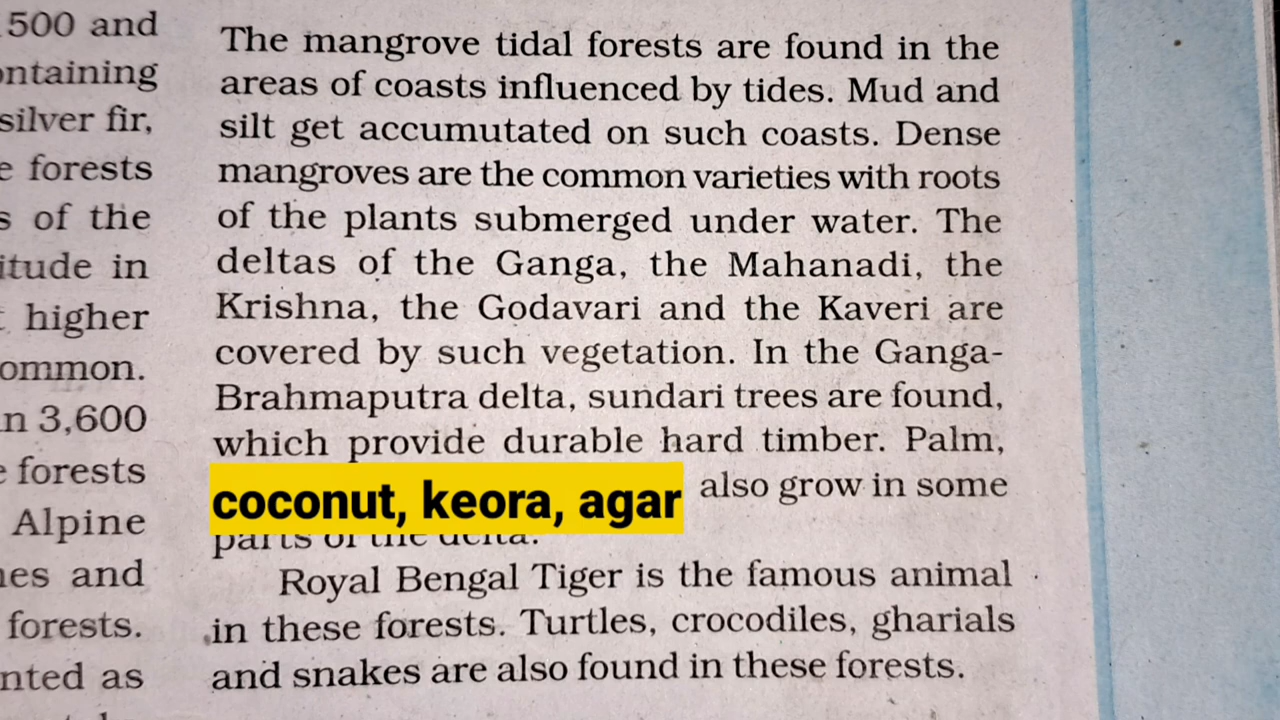 500 and
ontaining
silver fir,
e forests
s of the
itude in
higher
ommon.
n 3,600
e forests
Alpine
nes and
forests.
nted as
The mangrove tidal forests are found in the
areas of coasts influenced by tides. Mud and
silt get accumutated on such coasts. Dense
mangroves are the common varieties with roots
of the plants submerged under water. The
deltas of the Ganga, the Mahanadi, the
Krishna, the Godavari and the Kaveri are
covered by such vegetation. In the Ganga-
Brahmaputra delta, sundari trees are found,
which provide durable hard timber. Palm,
coconut, keora, agar also grow in some
parts of the delta.
Royal Bengal Tiger is the famous animal
in these forests. Turtles, crocodiles, gharials
and snakes are also found in these forests.